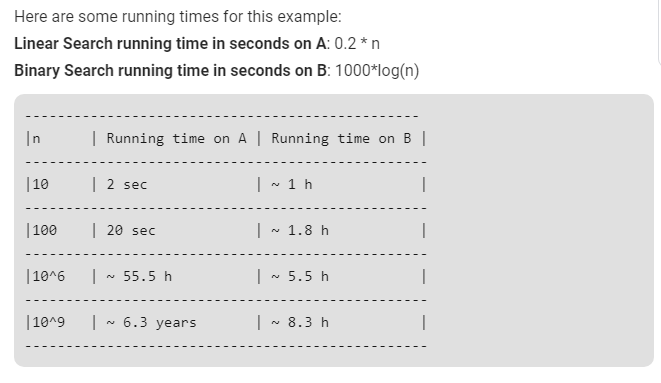 Here are some running times for this example:
Linear Search running time in seconds on A: 0.2 * n
Binary Search running time in seconds on B: 1000*log(n)
------------------------------------------------
|n | Running time on A | Running time on B |
-------------------------------------------------
|10 | 2 sec | ~ 1 h |
-------------------------------------------------
|100 | 20 sec | ~ 1.8 h |
-------------------------------------------------
|10^6 | ~ 55.5 h | ~ 5.5 h |
-------------------------------------------------
|10^9 | ~ 6.3 years | ~ 8.3 h |
-------------------------------------------------